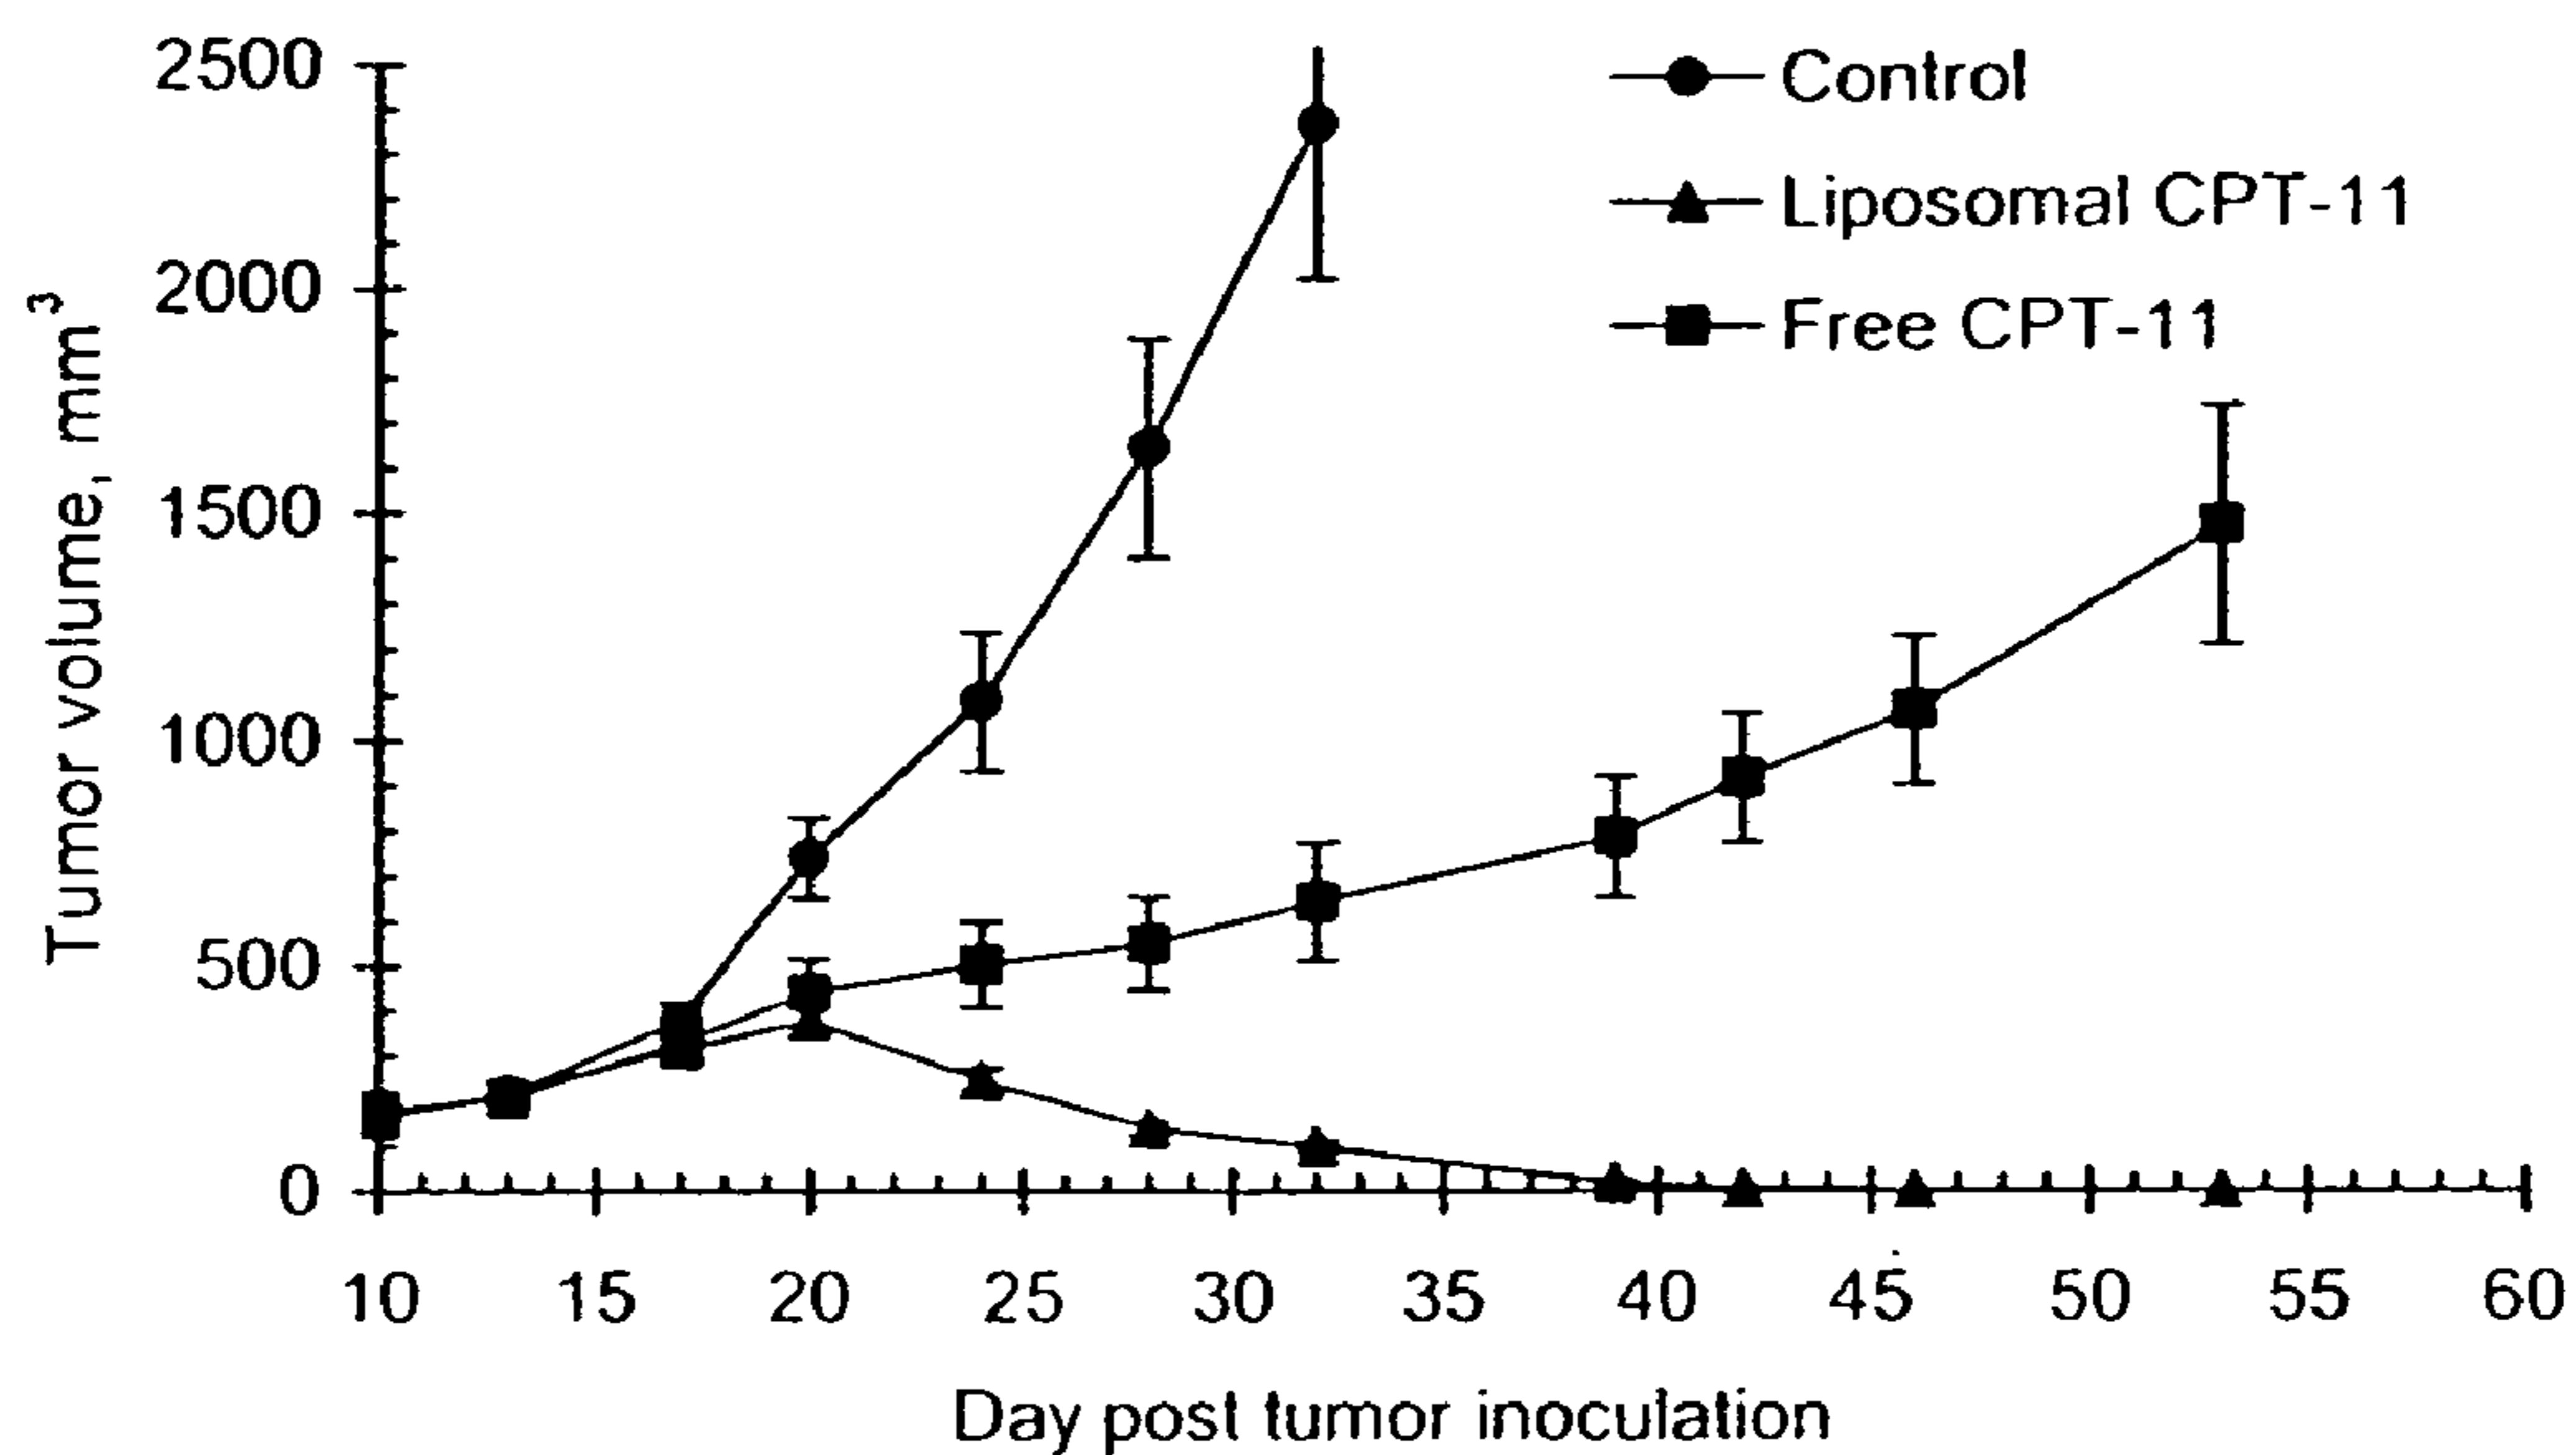 Tumor volume, mm³
2500
2000
1500
1000
500
0
Control
Liposomal CPT-11
Free CPT-11
10 15 20 25 30 35 40 45 50 55 60
Day post tumor inoculation